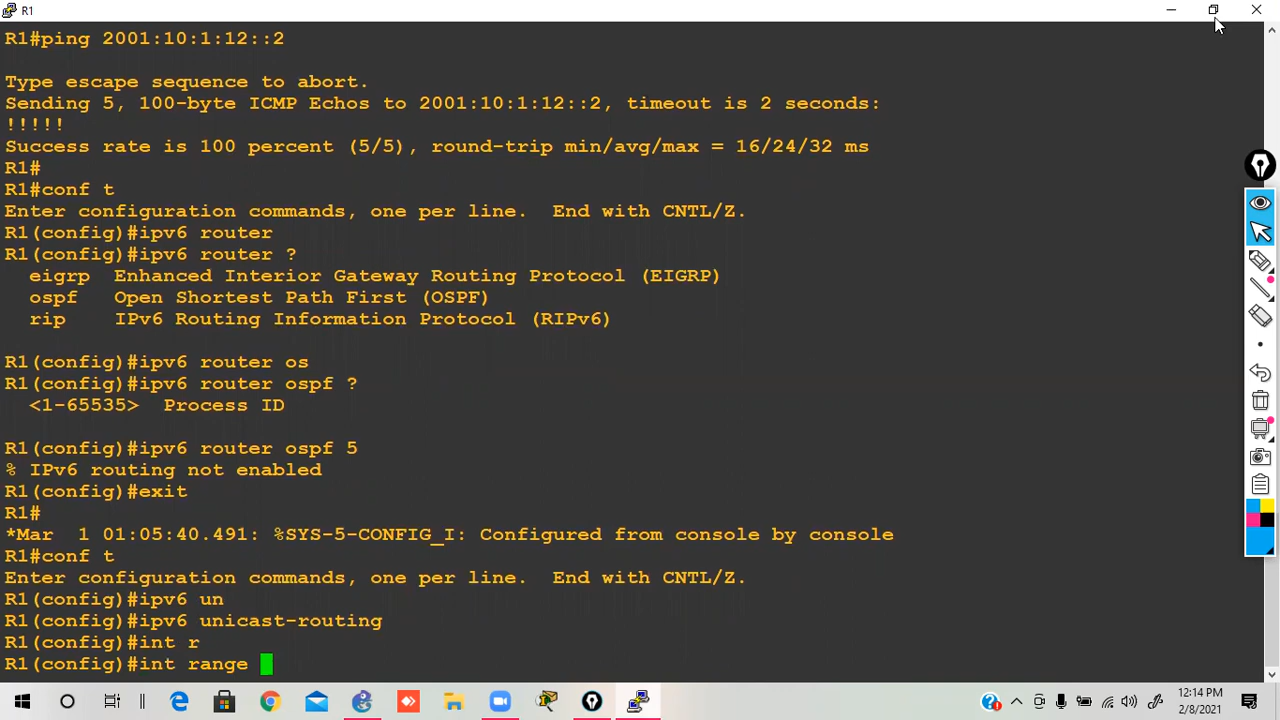 R1
R1#ping 2001:10:1:12::2
Type escape sequence to abort.
Sending 5, 100-byte ICMP Echos to 2001:10:1:12::2, timeout is 2 seconds:
!!!!!
Success rate is 100 percent (5/5), round-trip min/avg/max = 16/24/32 ms
R1#
R1#conf t
Enter configuration commands, one per line.  End with CNTL/Z.
R1(config)#ipv6 router
R1(config)#ipv6 router ?
  eigrp  Enhanced Interior Gateway Routing Protocol (EIGRP)
  ospf   Open Shortest Path First (OSPF)
  rip    IPv6 Routing Information Protocol (RIPv6)
R1(config)#ipv6 router os
R1(config)#ipv6 router ospf ?
  <1-65535>  Process ID
R1(config)#ipv6 router ospf 5
% IPv6 routing not enabled
R1(config)#exit
R1#
*Mar  1 01:05:40.491: %SYS-5-CONFIG_I: Configured from console by console
R1#conf t
Enter configuration commands, one per line.  End with CNTL/Z.
R1(config)#ipv6 un
R1(config)#ipv6 unicast-routing
R1(config)#int r
R1(config)#int range
12:14 PM
2/8/2021